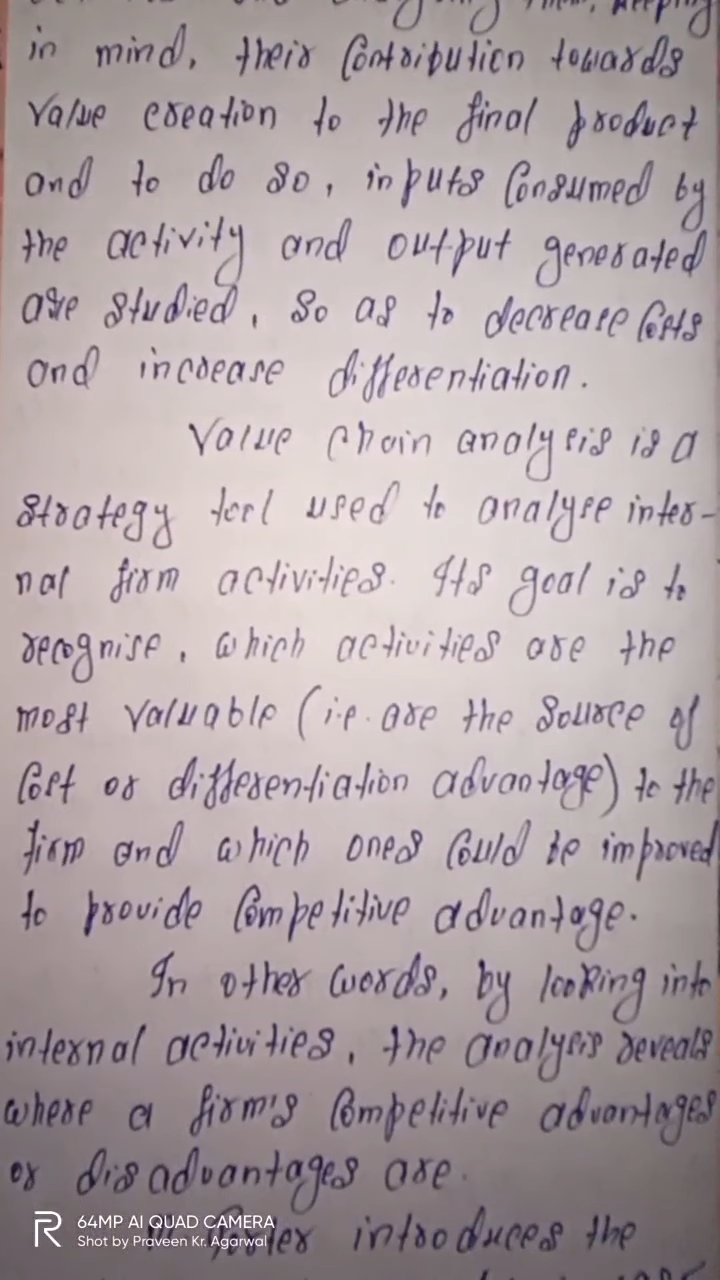 them, keeping
in mind, their Contribution towards
value creation to the final product
and to do so, inputs Consumed by
the activity and output generated
are studied, so as to decrease Costs
and increase differentiation.
Value Chain analysis is a
strategy tool used to analyse inter-
nal firm activities. Its goal is to
recognise, which activities are the
most valuable (i.e. are the source of
Cost or differentiation advantage) to the
firm and which ones Could be improved
to provide Competitive advantage.
In other words, by looking into
internal activities, the analysis reveals
where a firm's Competitive advantages
or disadvantages are.
Porter introduces the
64MP AI QUAD CAMERA
Shot by Praveen Kr. Agarwal